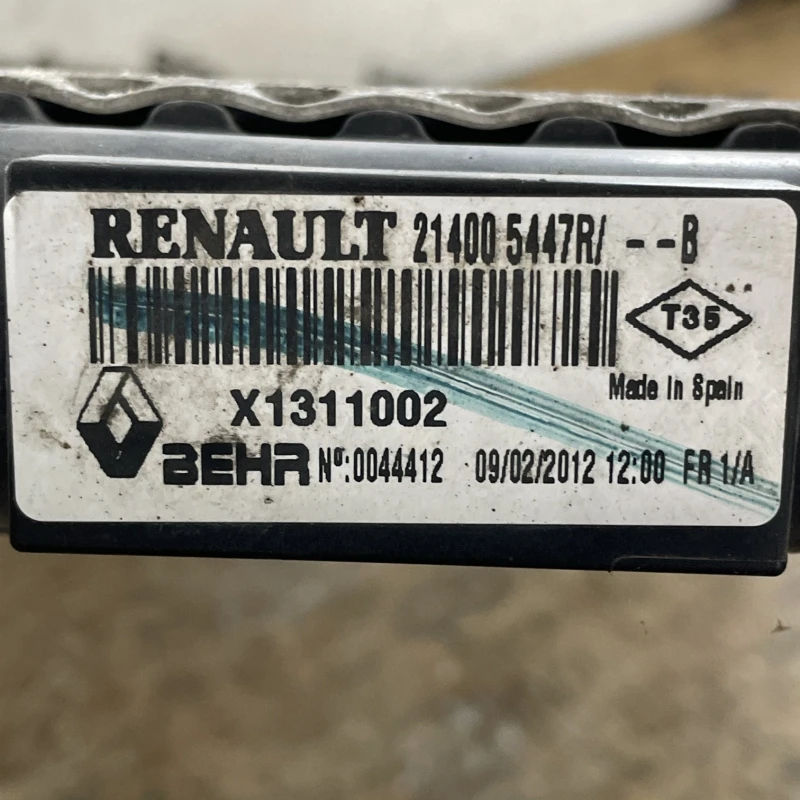 RENAULT 21400 5447R/ --B
T35
Made In Spain
X1311002
BEHR Nº:0044412 09/02/2012 12:00 FR 1/A